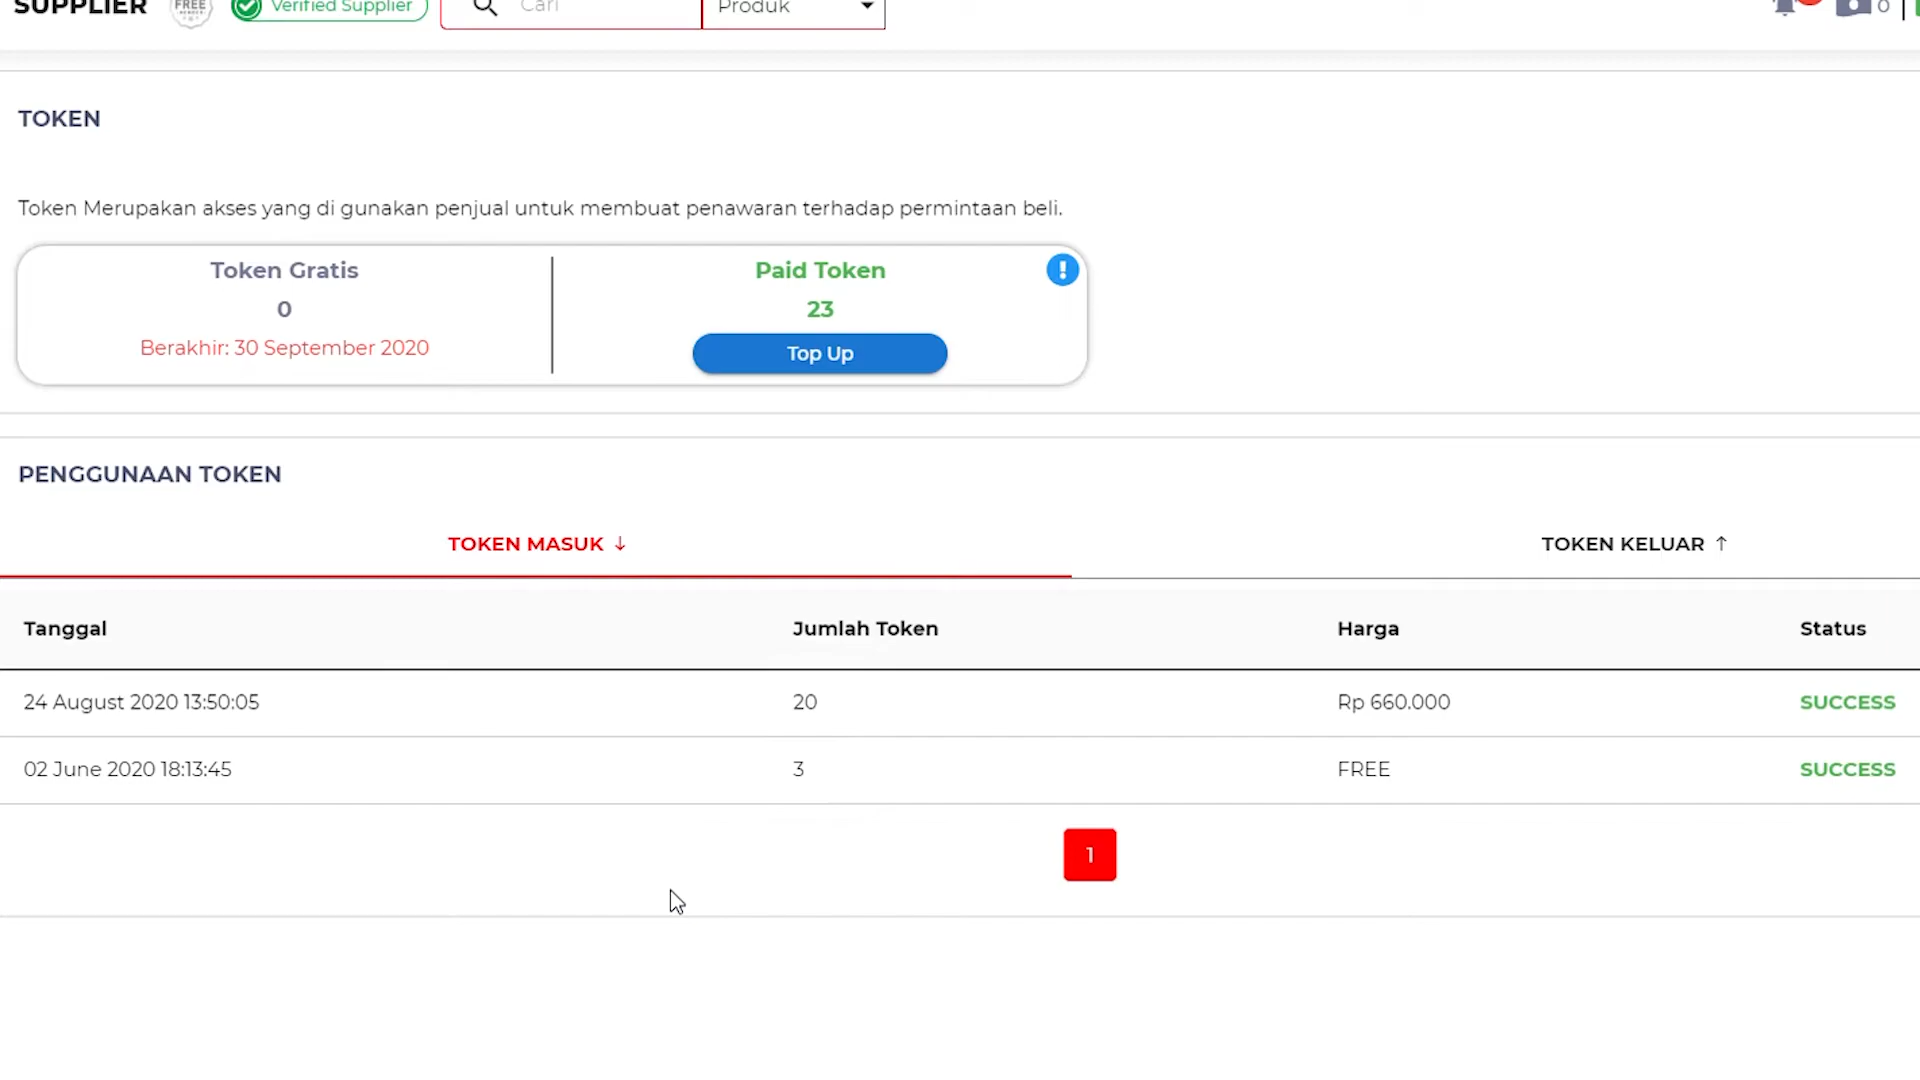 SUPPLIER
FREE
Verified Supplier
Cari
Produk
0
TOKEN
Token Merupakan akses yang di gunakan penjual untuk membuat penawaran terhadap permintaan beli.
Token Gratis
0
Berakhir: 30 September 2020
Paid Token
23
Top Up
PENGGUNAAN TOKEN
TOKEN MASUK ↓
TOKEN KELUAR ↑
Tanggal Jumlah Token Harga Status
24 August 2020 13:50:05 20 Rp 660.000 SUCCESS
02 June 2020 18:13:45 3 FREE SUCCESS
1